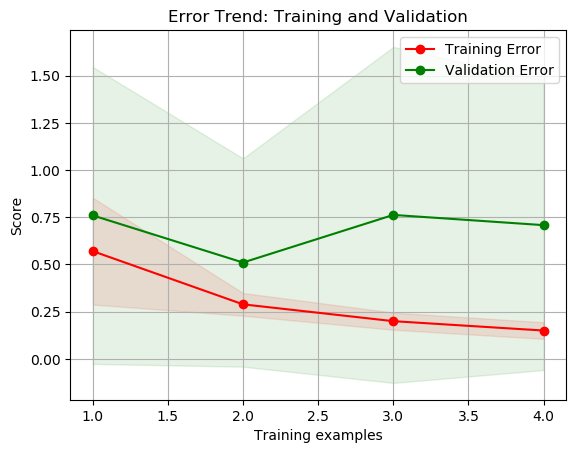 Error Trend: Training and Validation
Training Error
Validation Error
1.50
1.25
1.00
0.75
0.50
0.25
0.00
Score
1.0 1.5 2.0 2.5 3.0 3.5 4.0
Training examples